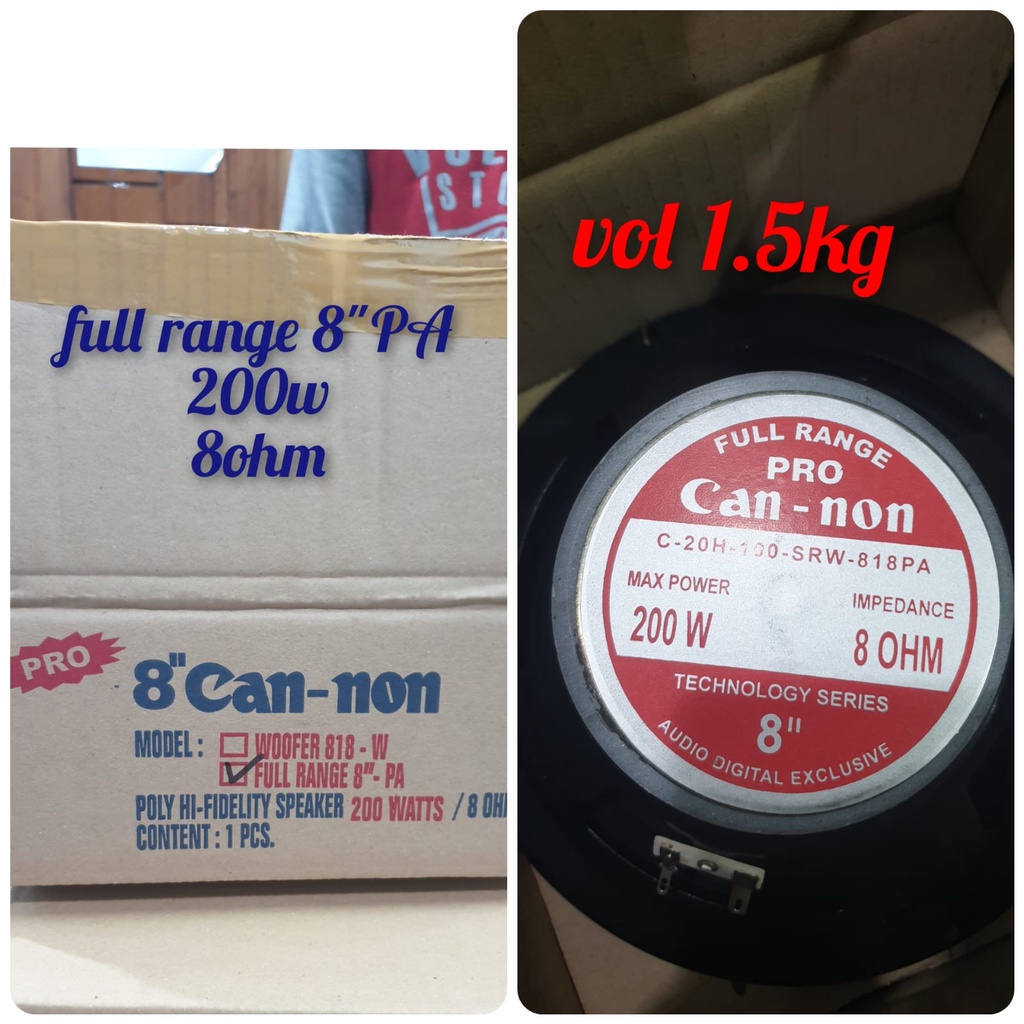 full range 8"PA
200w
8ohm
PRO
8" Can-non
MODEL : WOOFER 818 - W
FULL RANGE 8"- PA
POLY HI-FIDELITY SPEAKER 200 WATTS / 8 OH
CONTENT : 1 PCS.
vol 1.5kg
FULL RANGE
PRO
Can-non
C-20H-100-SRW-818PA
MAX POWER
200 W
IMPEDANCE
8 OHM
TECHNOLOGY SERIES
8"
AUDIO DIGITAL EXCLUSIVE